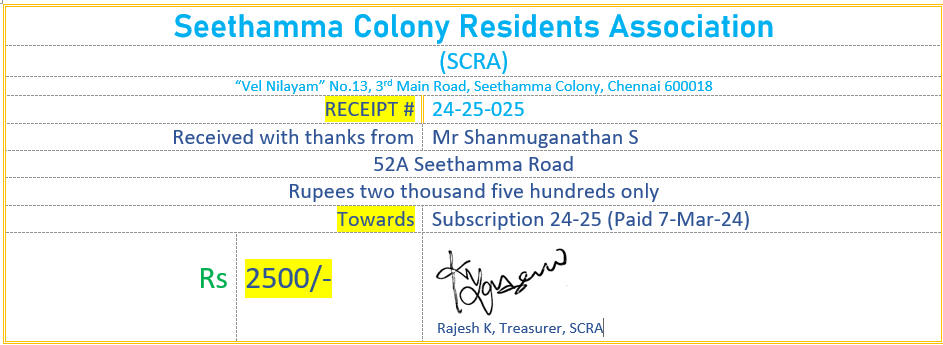 Seethamma Colony Residents Association
(SCRA)
“Vel Nilayam” No.13, 3rd Main Road, Seethamma Colony, Chennai 600018
RECEIPT # 24-25-025
Received with thanks from Mr Shanmuganathan S
52A Seethamma Road
Rupees two thousand five hundreds only
Towards Subscription 24-25 (Paid 7-Mar-24)
Rs 2500/-
Rajesh K, Treasurer, SCRA